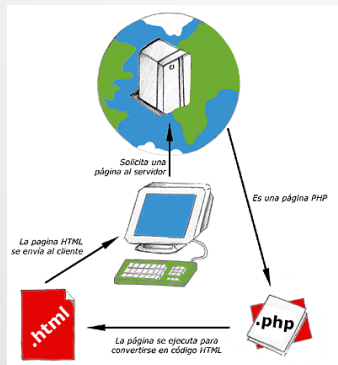 Solicita una
página al servidor
Es una página PHP
La pagina HTML
se envía al cliente
.html
.php
La página se ejecuta para
convertirse en código HTML